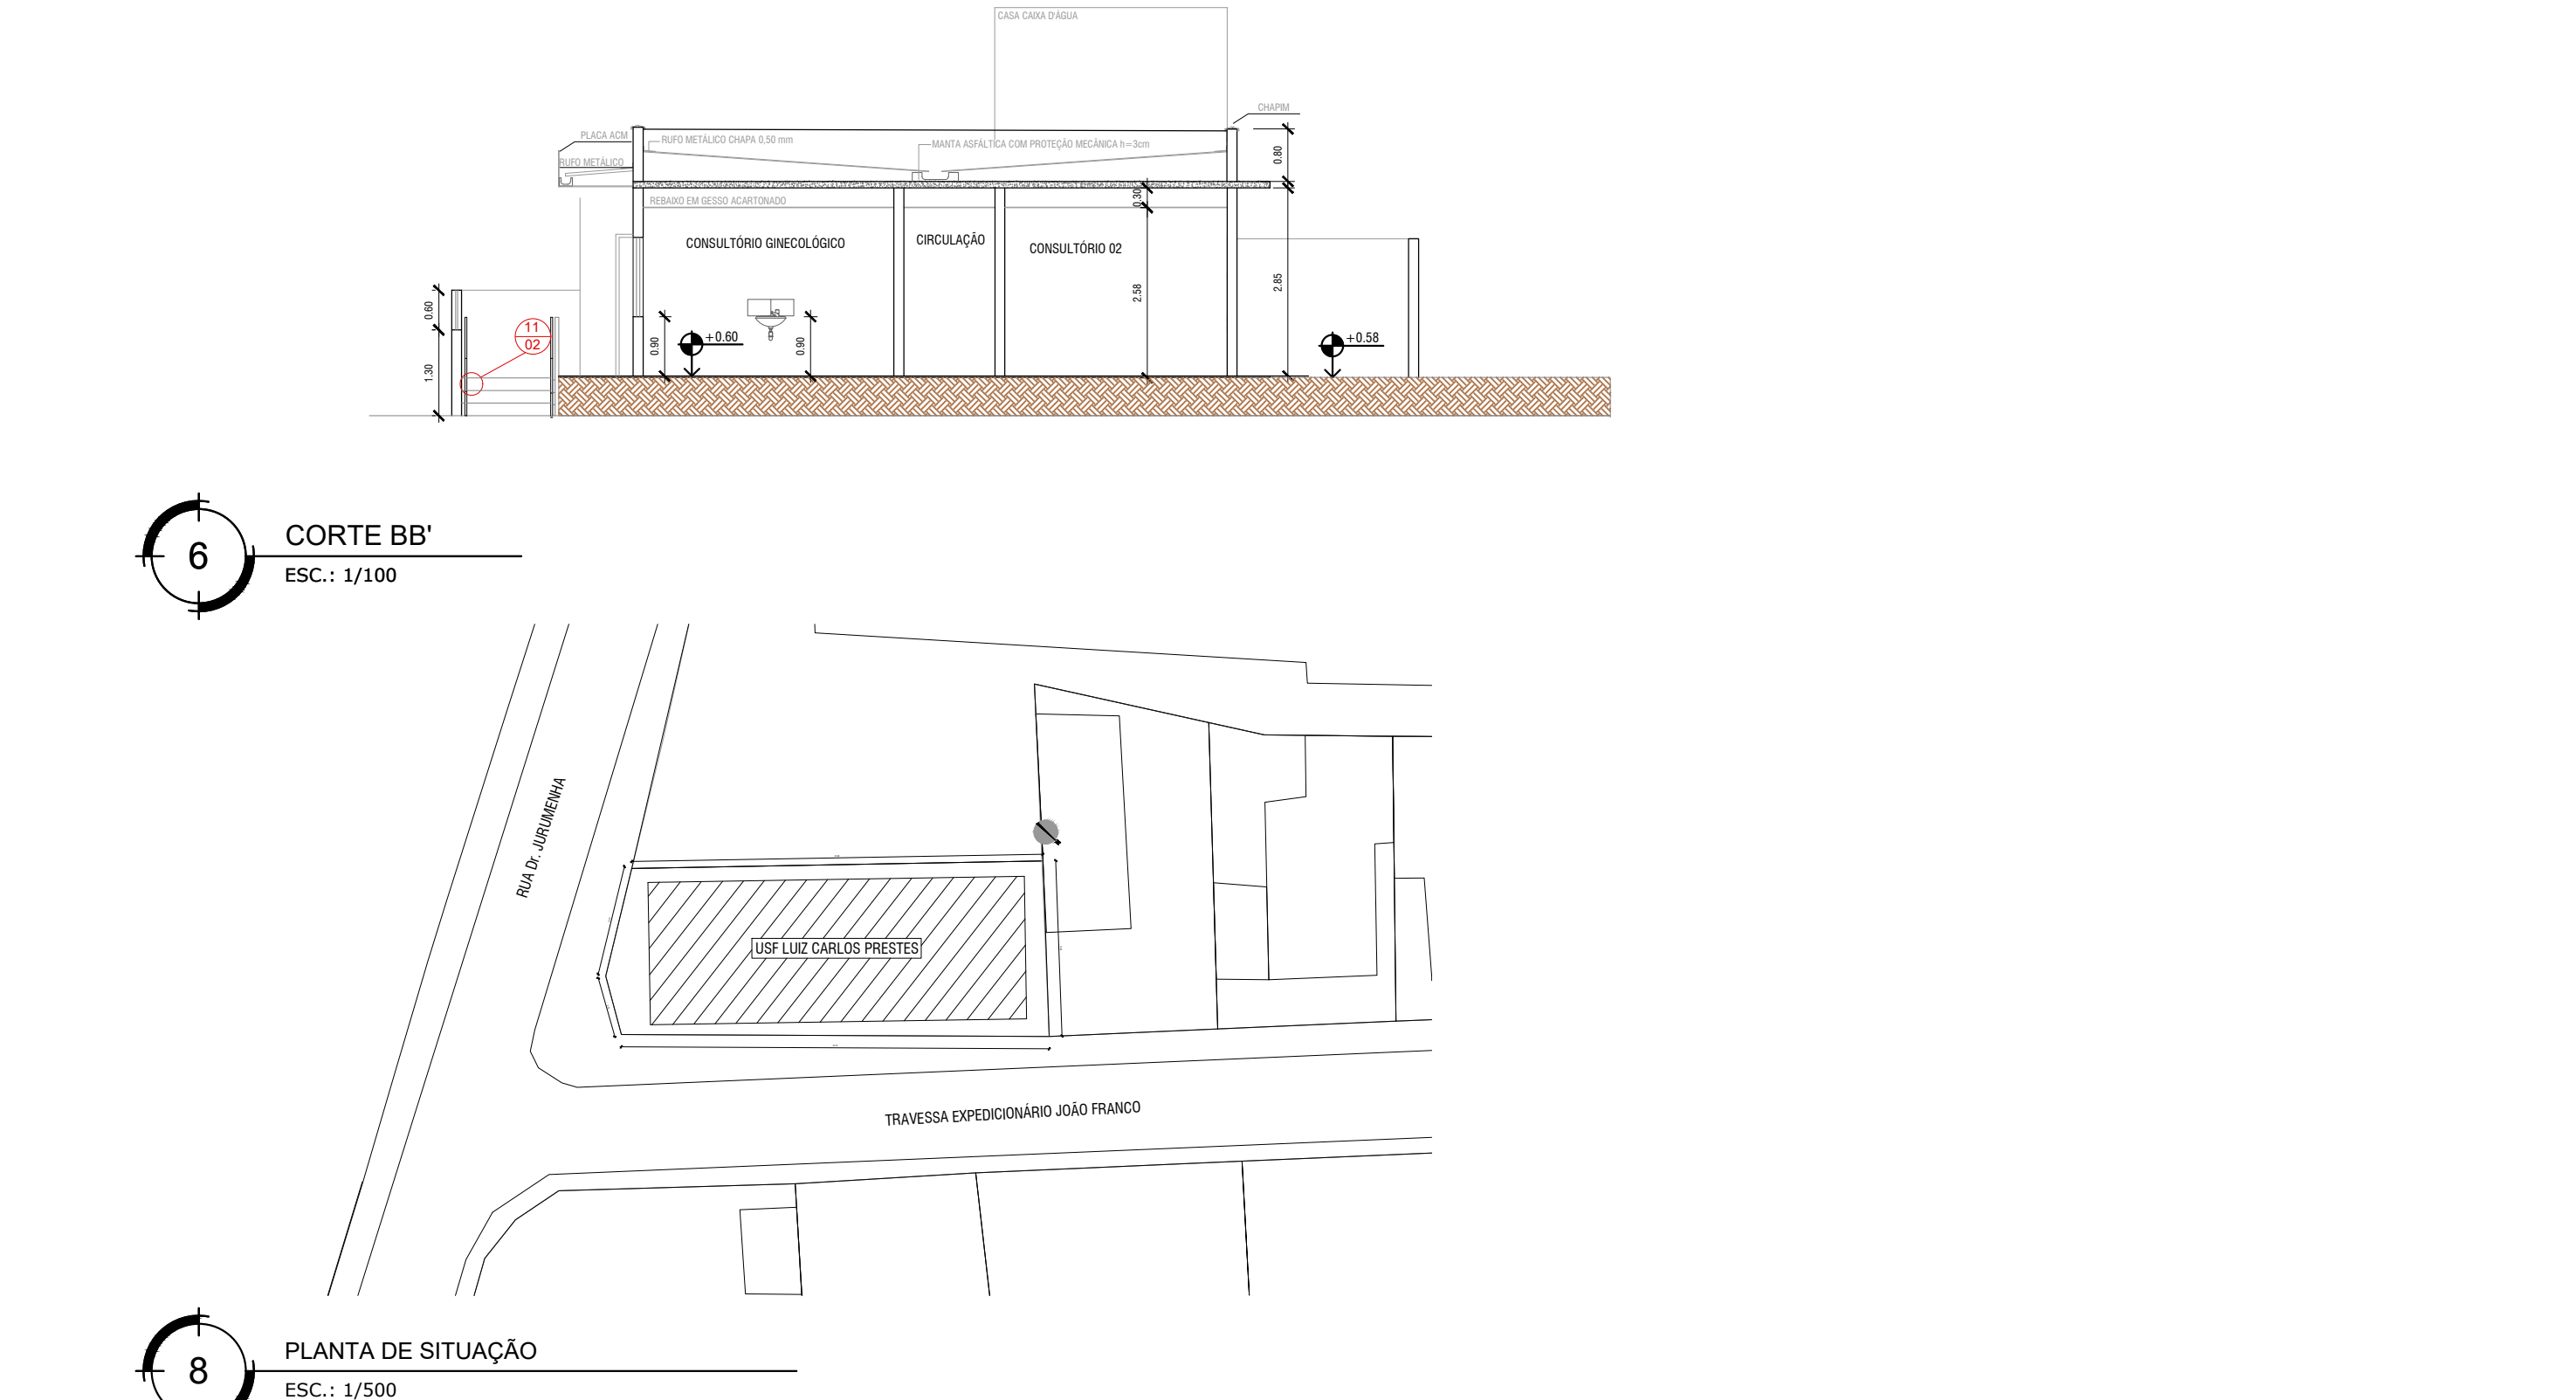 CASA CAIXA D'ÁGUA
CHAPIM
PLACA ACM
RUFO METÁLICO CHAPA 0,50 mm
MANTA ASFÁLTICA COM PROTEÇÃO MECÂNICA h=3cm
RUFO METÁLICO
0.80
REBAIXO EM GESSO ACARTONADO
0.30
CONSULTÓRIO GINECOLÓGICO
CIRCULAÇÃO
CONSULTÓRIO 02
2.85
2.58
0.60
11
02
1.30
0.90
+0.60
0.90
+0.58
6
CORTE BB'
ESC.: 1/100
RUA Dr. JURUMENHA
USF LUIZ CARLOS PRESTES
TRAVESSA EXPEDICIONÁRIO JOÃO FRANCO
8
PLANTA DE SITUAÇÃO
ESC.: 1/500